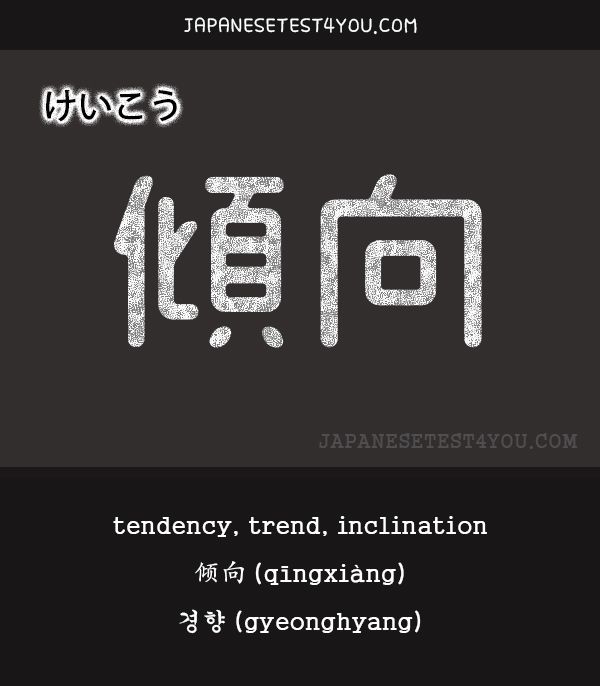 JAPANESETEST4YOU.COM
けいこう
傾向
JAPANESETEST4YOU.COM
tendency, trend, inclination
倾向 (qīngxiàng)
경향 (gyeonghyang)